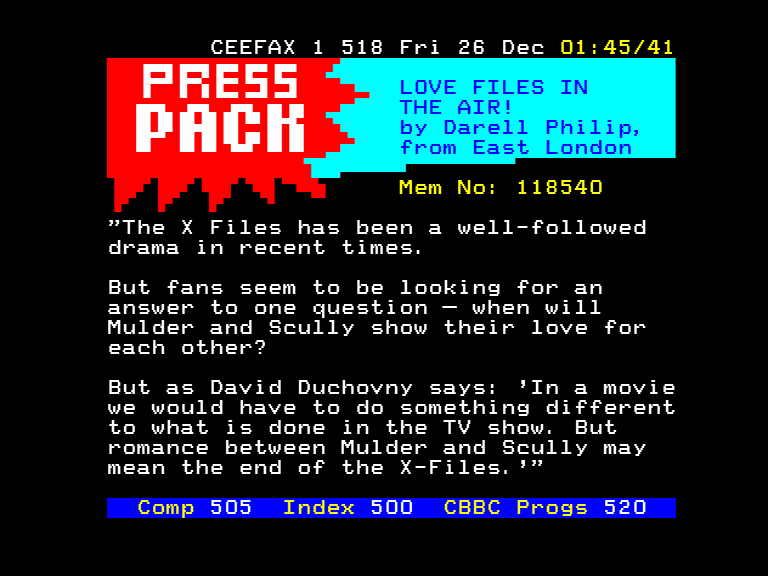 CEEFAX 1 518 Fri 26 Dec 01:45/41
PRESS
PACK
LOVE FILES IN
THE AIR!
by Darell Philip,
from East London
Mem No: 118540
"The X Files has been a well-followed
drama in recent times.
But fans seem to be looking for an
answer to one question – when will
Mulder and Scully show their love for
each other?
But as David Duchovny says: 'In a movie
we would have to do something different
to what is done in the TV show. But
romance between Mulder and Scully may
mean the end of the X-Files.'"
Comp 505 Index 500 CBBC Progs 520